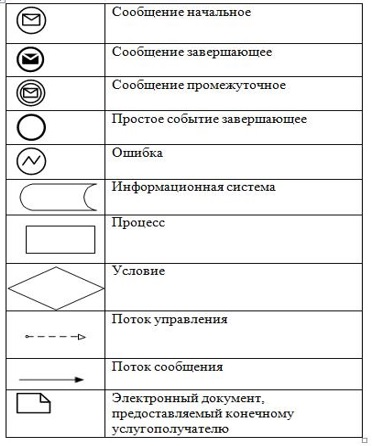 Сообщение начальное
Сообщение завершающее
Сообщение промежуточное
Простое событие завершающее
Ошибка
Информационная система
Процесс
Условие
Поток управления
Поток сообщения
Электронный документ,
предоставляемый конечному
услугополучателю